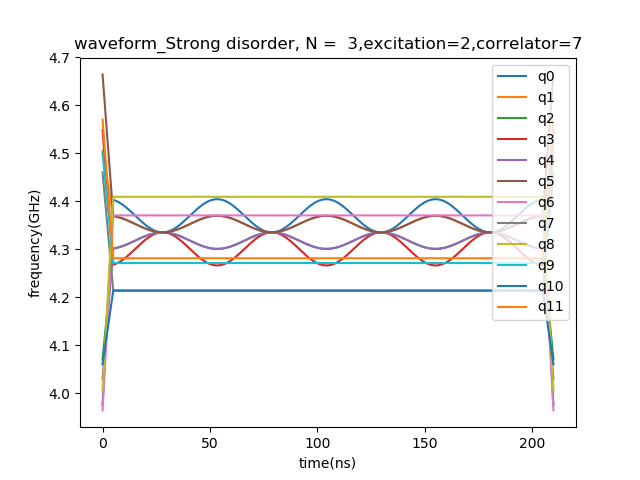 waveform_Strong disorder, N =  3,excitation=2,correlator=7
frequency(GHz)
4.7
4.6
4.5
4.4
4.3
4.2
4.1
4.0
q0
q1
q2
q3
q4
q5
q6
q7
q8
q9
q10
q11
0
50
100
150
200
time(ns)